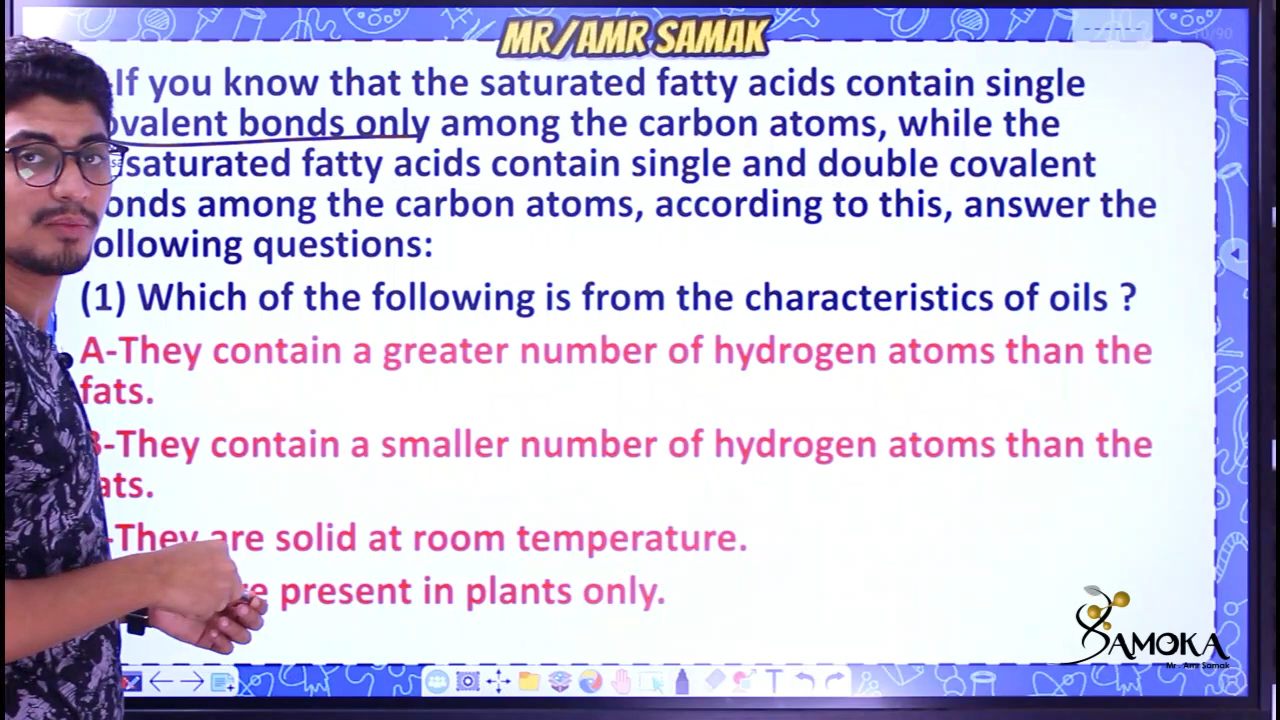 MR/AMR SAMAK
If you know that the saturated fatty acids contain single
ovalent bonds only among the carbon atoms, while the
saturated fatty acids contain single and double covalent
onds among the carbon atoms, according to this, answer the
ollowing questions:
(1) Which of the following is from the characteristics of oils ?
A-They contain a greater number of hydrogen atoms than the
fats.
B-They contain a smaller number of hydrogen atoms than the
ats.
-They are solid at room temperature.
re present in plants only.
SAMOKA
Mr. Amr Samak